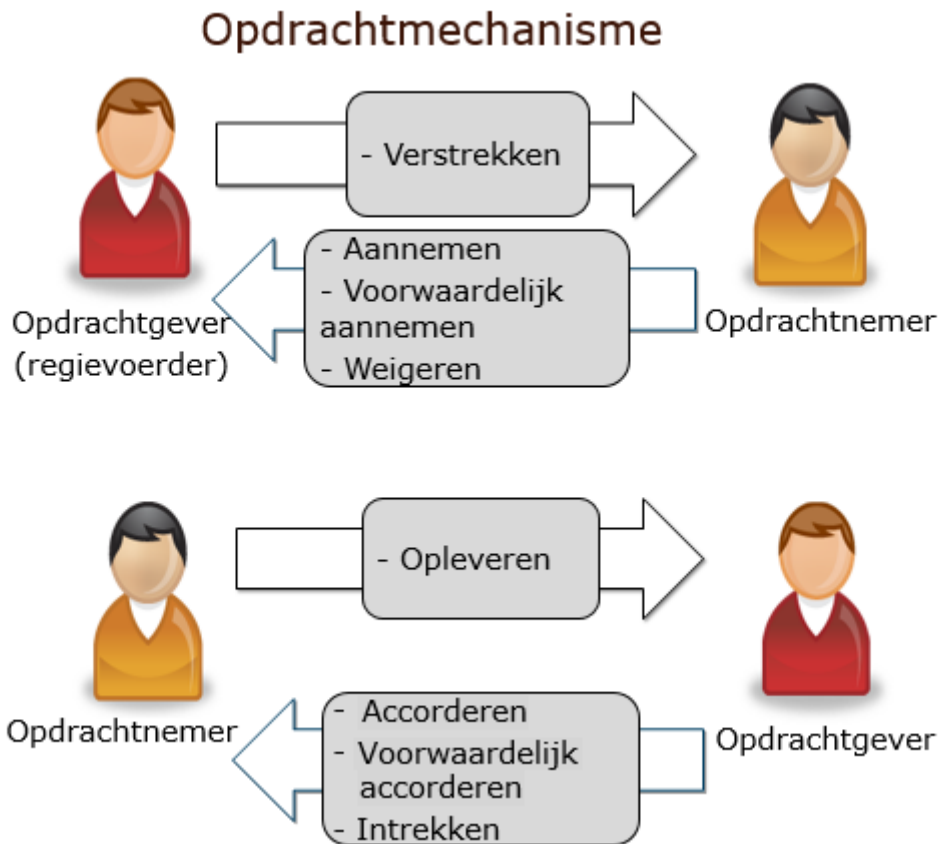 Opdrachtmechanisme
- Verstrekken
- Aannemen
- Voorwaardelijk
aannemen
- Weigeren
Opdrachtgever
(regievoerder)
Opdrachtnemer
- Opleveren
- Accorderen
- Voorwaardelijk
accorderen
- Intrekken
Opdrachtnemer
Opdrachtgever